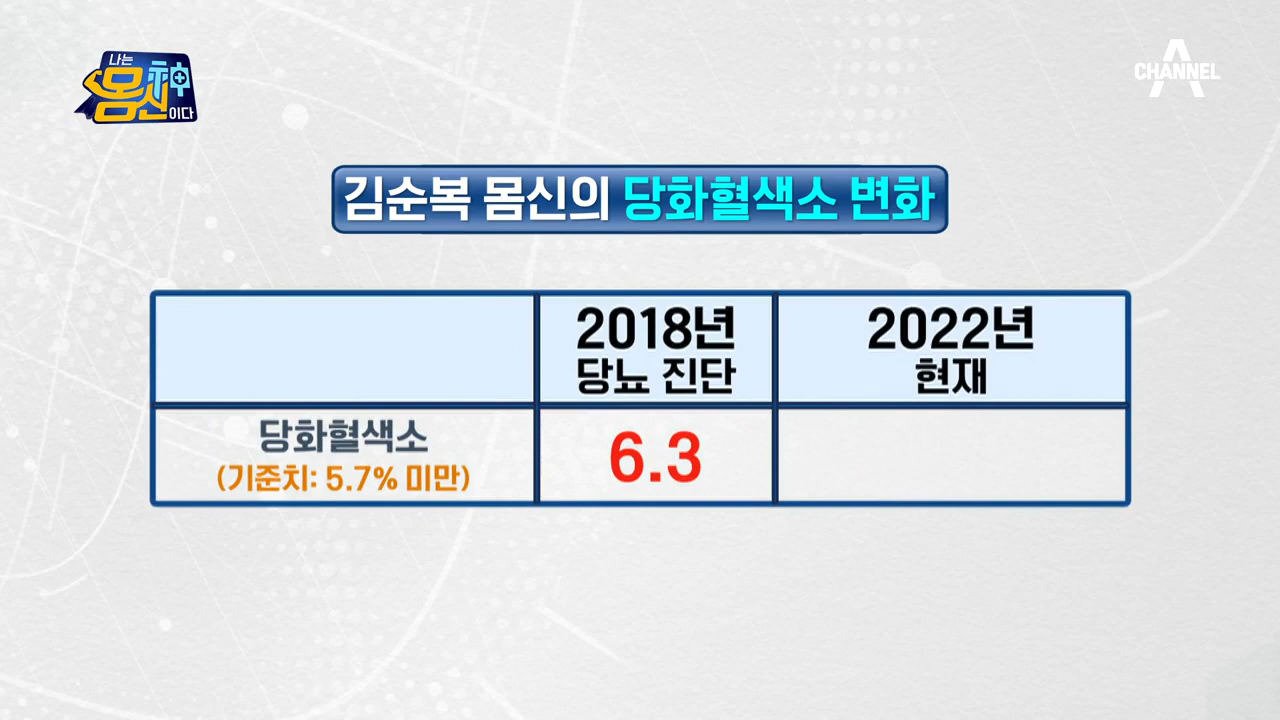 나는
몸神
신이다
CHANNEL A
김순복 몸신의 당화혈색소 변화
2018년
당뇨 진단
2022년
현재
당화혈색소
(기준치: 5.7% 미만)
6.3